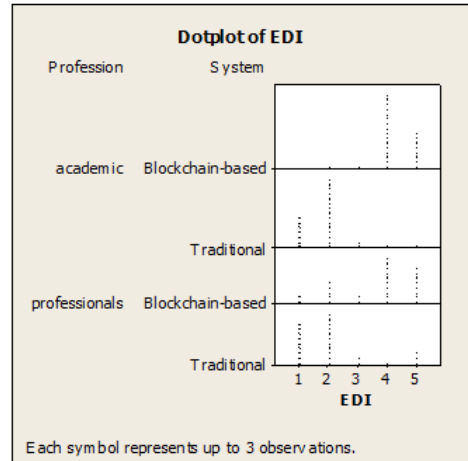 Dotplot of EDI
Profession System
academic Blockchain-based
Traditional
professionals Blockchain-based
Traditional
1 2 3 4 5
EDI
Each symbol represents up to 3 observations.